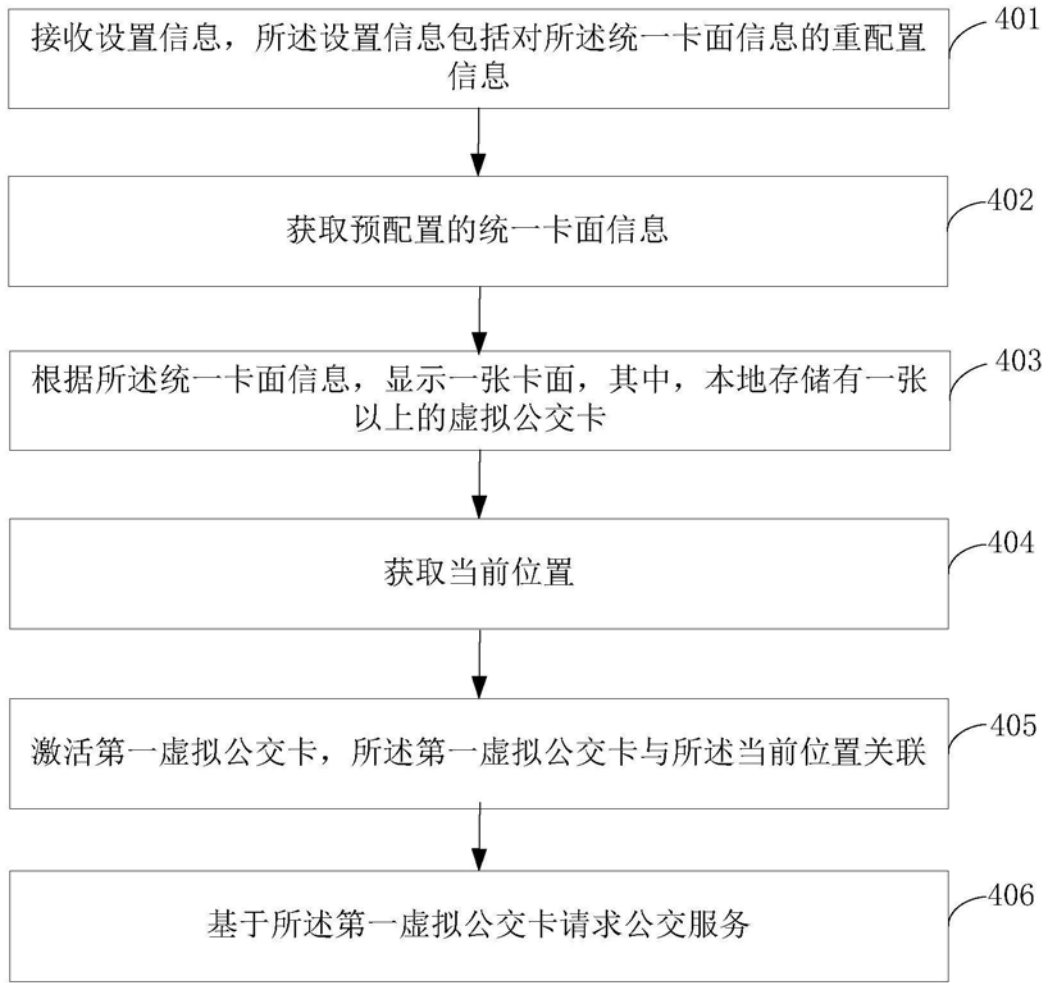 接收设置信息，所述设置信息包括对所述统一卡面信息的重配置
信息
401
获取预配置的统一卡面信息
402
根据所述统一卡面信息，显示一张卡面，其中，本地存储有一张
以上的虚拟公交卡
403
获取当前位置
404
激活第一虚拟公交卡，所述第一虚拟公交卡与所述当前位置关联
405
基于所述第一虚拟公交卡请求公交服务
406